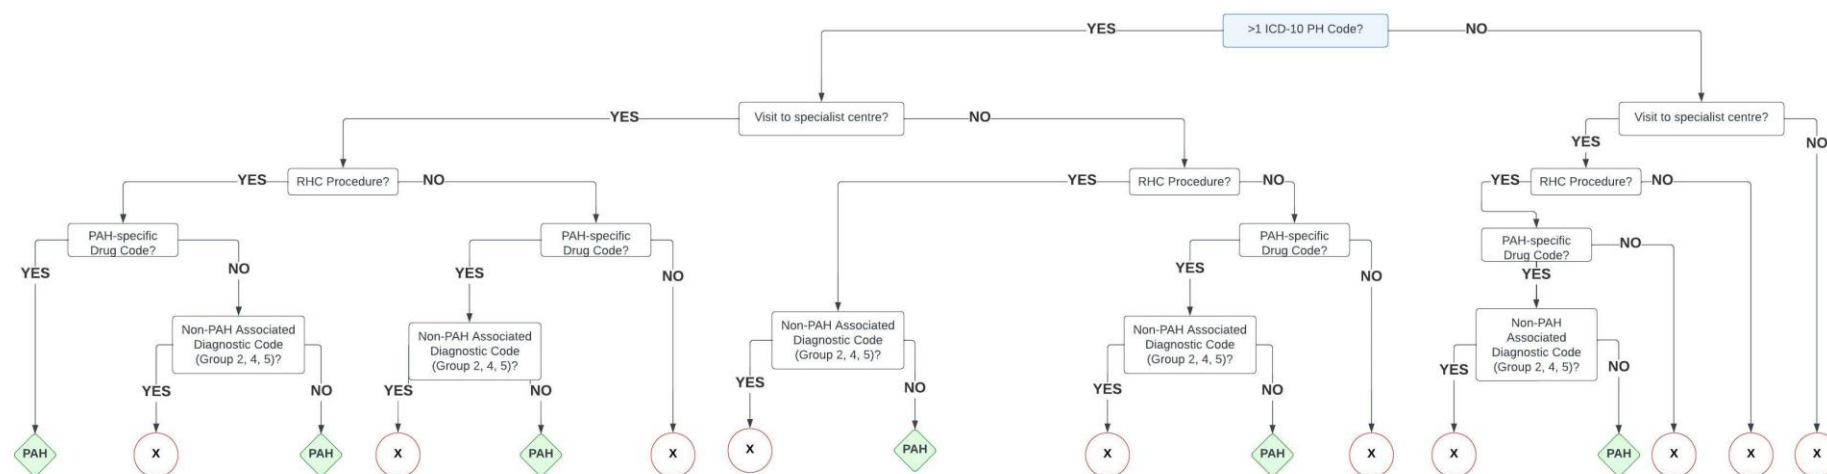 >1 ICD-10 PH Code?
YES
NO
Visit to specialist centre?
YES
NO
Visit to specialist centre?
YES
NO
RHC Procedure?
YES
NO
RHC Procedure?
YES
NO
RHC Procedure?
YES
NO
PAH-specific
Drug Code?
YES
NO
PAH-specific
Drug Code?
YES
NO
PAH-specific
Drug Code?
YES
NO
PAH-specific
Drug Code?
YES
NO
Non-PAH Associated
Diagnostic Code
(Group 2, 4, 5)?
YES
NO
Non-PAH Associated
Diagnostic Code
(Group 2, 4, 5)?
YES
NO
Non-PAH Associated
Diagnostic Code
(Group 2, 4, 5)?
YES
NO
Non-PAH Associated
Diagnostic Code
(Group 2, 4, 5)?
YES
NO
Non-PAH
Associated
Diagnostic Code
(Group 2, 4, 5)?
YES
NO
PAH
X
PAH
X
PAH
X
X
PAH
X
PAH
X
X
PAH
X
X
X